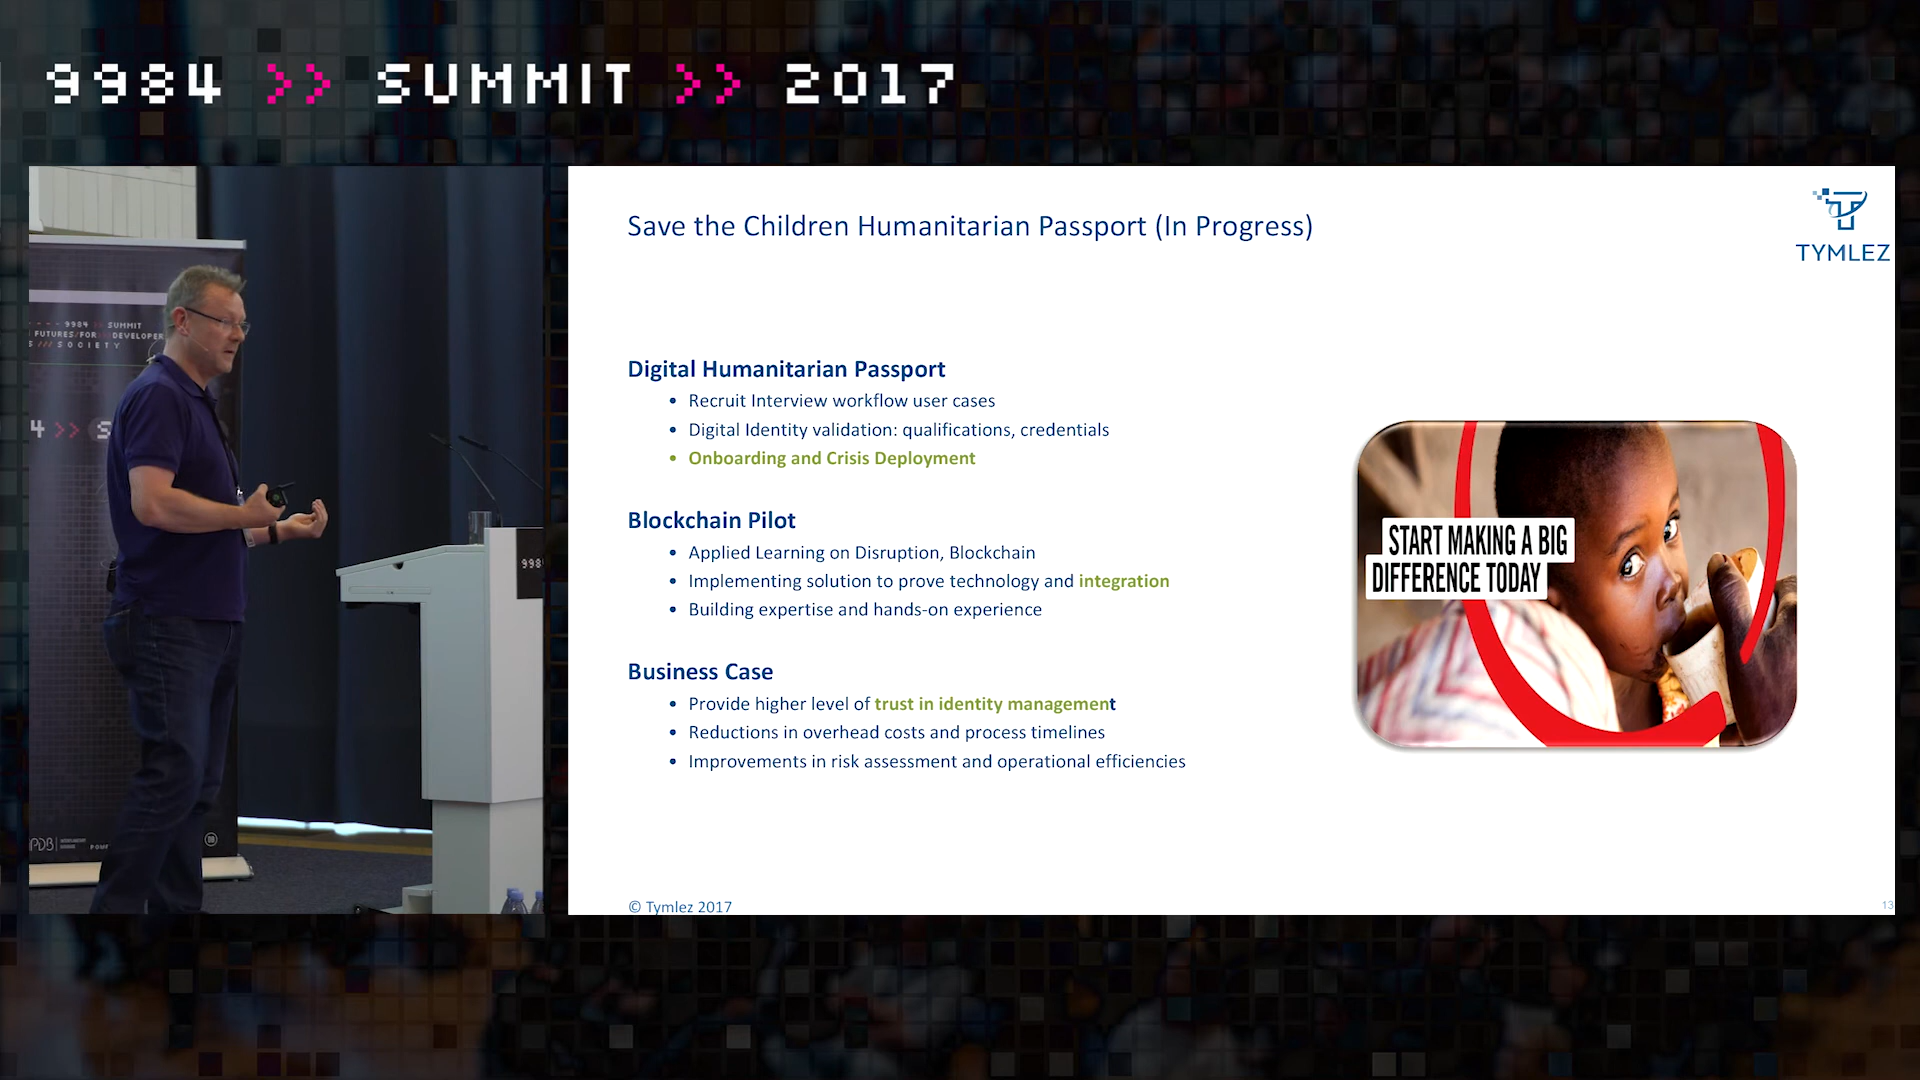 9984 >> SUMMIT >> 2017
9984 >> SUMMIT
FUTURES/FOR DEVELOPER
S /// SOCIETY
4 >> S
PDB
998
Save the Children Humanitarian Passport (In Progress)
TYMLEZ
Digital Humanitarian Passport
• Recruit Interview workflow user cases
• Digital Identity validation: qualifications, credentials
• Onboarding and Crisis Deployment
Blockchain Pilot
• Applied Learning on Disruption, Blockchain
• Implementing solution to prove technology and integration
• Building expertise and hands-on experience
Business Case
• Provide higher level of trust in identity management
• Reductions in overhead costs and process timelines
• Improvements in risk assessment and operational efficiencies
START MAKING A BIG
DIFFERENCE TODAY
© Tymlez 2017
13